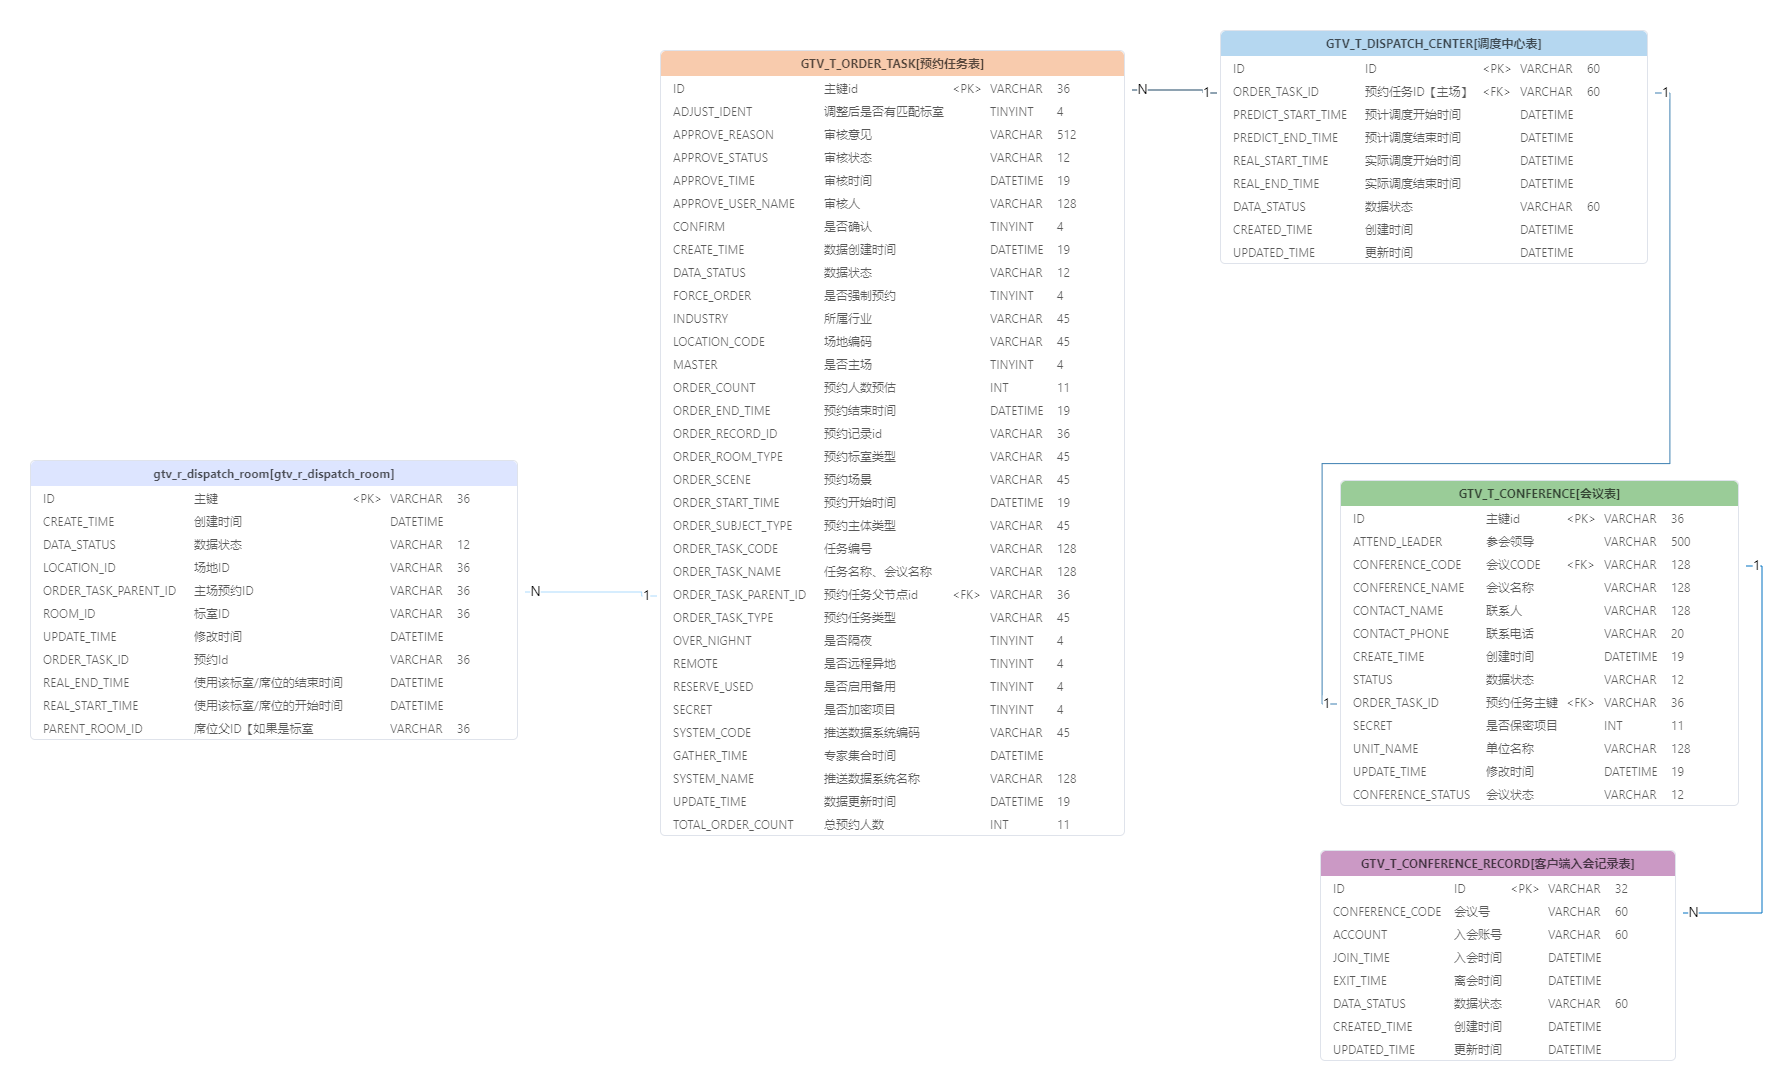 GTV_T_DISPATCH_CENTER[调度中心表]
ID ID <PK> VARCHAR 60
ORDER_TASK_ID 预约任务ID【主场】 <FK> VARCHAR 60
PREDICT_START_TIME 预计调度开始时间 DATETIME
PREDICT_END_TIME 预计调度结束时间 DATETIME
REAL_START_TIME 实际调度开始时间 DATETIME
REAL_END_TIME 实际调度结束时间 DATETIME
DATA_STATUS 数据状态 VARCHAR 60
CREATED_TIME 创建时间 DATETIME
UPDATED_TIME 更新时间 DATETIME
GTV_T_ORDER_TASK[预约任务表]
ID 主键id <PK> VARCHAR 36
ADJUST_IDENT 调整后是否有匹配标室 TINYINT 4
APPROVE_REASON 审核意见 VARCHAR 512
APPROVE_STATUS 审核状态 VARCHAR 12
APPROVE_TIME 审核时间 DATETIME 19
APPROVE_USER_NAME 审核人 VARCHAR 128
CONFIRM 是否确认 TINYINT 4
CREATE_TIME 数据创建时间 DATETIME 19
DATA_STATUS 数据状态 VARCHAR 12
FORCE_ORDER 是否强制预约 TINYINT 4
INDUSTRY 所属行业 VARCHAR 45
LOCATION_CODE 场地编码 VARCHAR 45
MASTER 是否主场 TINYINT 4
ORDER_COUNT 预约人数预估 INT 11
ORDER_END_TIME 预约结束时间 DATETIME 19
ORDER_RECORD_ID 预约记录id VARCHAR 36
ORDER_ROOM_TYPE 预约标室类型 VARCHAR 45
ORDER_SCENE 预约场景 VARCHAR 45
ORDER_START_TIME 预约开始时间 DATETIME 19
ORDER_SUBJECT_TYPE 预约主体类型 VARCHAR 45
ORDER_TASK_CODE 任务编号 VARCHAR 128
ORDER_TASK_NAME 任务名称、会议名称 VARCHAR 128
ORDER_TASK_PARENT_ID 预约任务父节点id <FK> VARCHAR 36
ORDER_TASK_TYPE 预约任务类型 VARCHAR 45
OVER_NIGHNT 是否隔夜 TINYINT 4
REMOTE 是否远程异地 TINYINT 4
RESERVE_USED 是否启用备用 TINYINT 4
SECRET 是否加密项目 TINYINT 4
SYSTEM_CODE 推送数据系统编码 VARCHAR 45
GATHER_TIME 专家集合时间 DATETIME
SYSTEM_NAME 推送数据系统名称 VARCHAR 128
UPDATE_TIME 数据更新时间 DATETIME 19
TOTAL_ORDER_COUNT 总预约人数 INT 11
N
1
1
gtv_r_dispatch_room[gtv_r_dispatch_room]
ID 主键 <PK> VARCHAR 36
CREATE_TIME 创建时间 DATETIME
DATA_STATUS 数据状态 VARCHAR 12
LOCATION_ID 场地ID VARCHAR 36
ORDER_TASK_PARENT_ID 主场预约ID VARCHAR 36
ROOM_ID 标室ID VARCHAR 36
UPDATE_TIME 修改时间 DATETIME
ORDER_TASK_ID 预约Id VARCHAR 36
REAL_END_TIME 使用该标室/席位的结束时间 DATETIME
REAL_START_TIME 使用该标室/席位的开始时间 DATETIME
PARENT_ROOM_ID 席位父ID【如果是标室 VARCHAR 36
N
1
GTV_T_CONFERENCE[会议表]
ID 主键id <PK> VARCHAR 36
ATTEND_LEADER 参会领导 VARCHAR 500
CONFERENCE_CODE 会议CODE <FK> VARCHAR 128
CONFERENCE_NAME 会议名称 VARCHAR 128
CONTACT_NAME 联系人 VARCHAR 128
CONTACT_PHONE 联系电话 VARCHAR 20
CREATE_TIME 创建时间 DATETIME 19
STATUS 数据状态 VARCHAR 12
ORDER_TASK_ID 预约任务主键 <FK> VARCHAR 36
SECRET 是否保密项目 INT 11
UNIT_NAME 单位名称 VARCHAR 128
UPDATE_TIME 修改时间 DATETIME 19
CONFERENCE_STATUS 会议状态 VARCHAR 12
1
1
GTV_T_CONFERENCE_RECORD[客户端入会记录表]
ID ID <PK> VARCHAR 32
CONFERENCE_CODE 会议号 VARCHAR 60
ACCOUNT 入会账号 VARCHAR 60
JOIN_TIME 入会时间 DATETIME
EXIT_TIME 离会时间 DATETIME
DATA_STATUS 数据状态 VARCHAR 60
CREATED_TIME 创建时间 DATETIME
UPDATED_TIME 更新时间 DATETIME
N